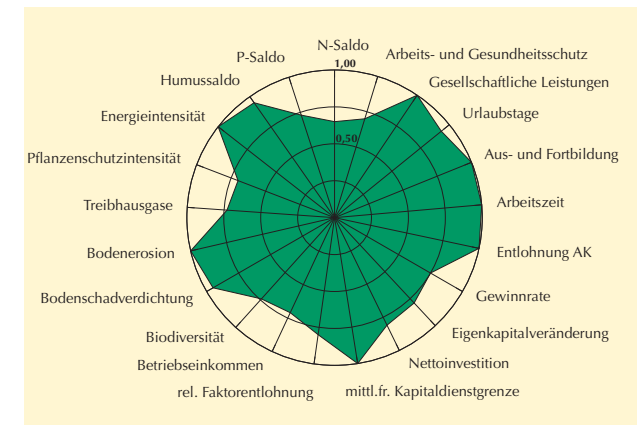 N-Saldo
1,00
0,50
Arbeits- und Gesundheitsschutz
Gesellschaftliche Leistungen
Urlaubstage
Aus- und Fortbildung
Arbeitszeit
Entlohnung AK
Gewinnrate
Eigenkapitalveränderung
Nettoinvestition
mittl.fr. Kapitaldienstgrenze
rel. Faktorentlohnung
Betriebseinkommen
Biodiversität
Bodenschadverdichtung
Bodenerosion
Treibhausgase
Pflanzenschutzintensität
Energieintensität
Humussaldo
P-Saldo